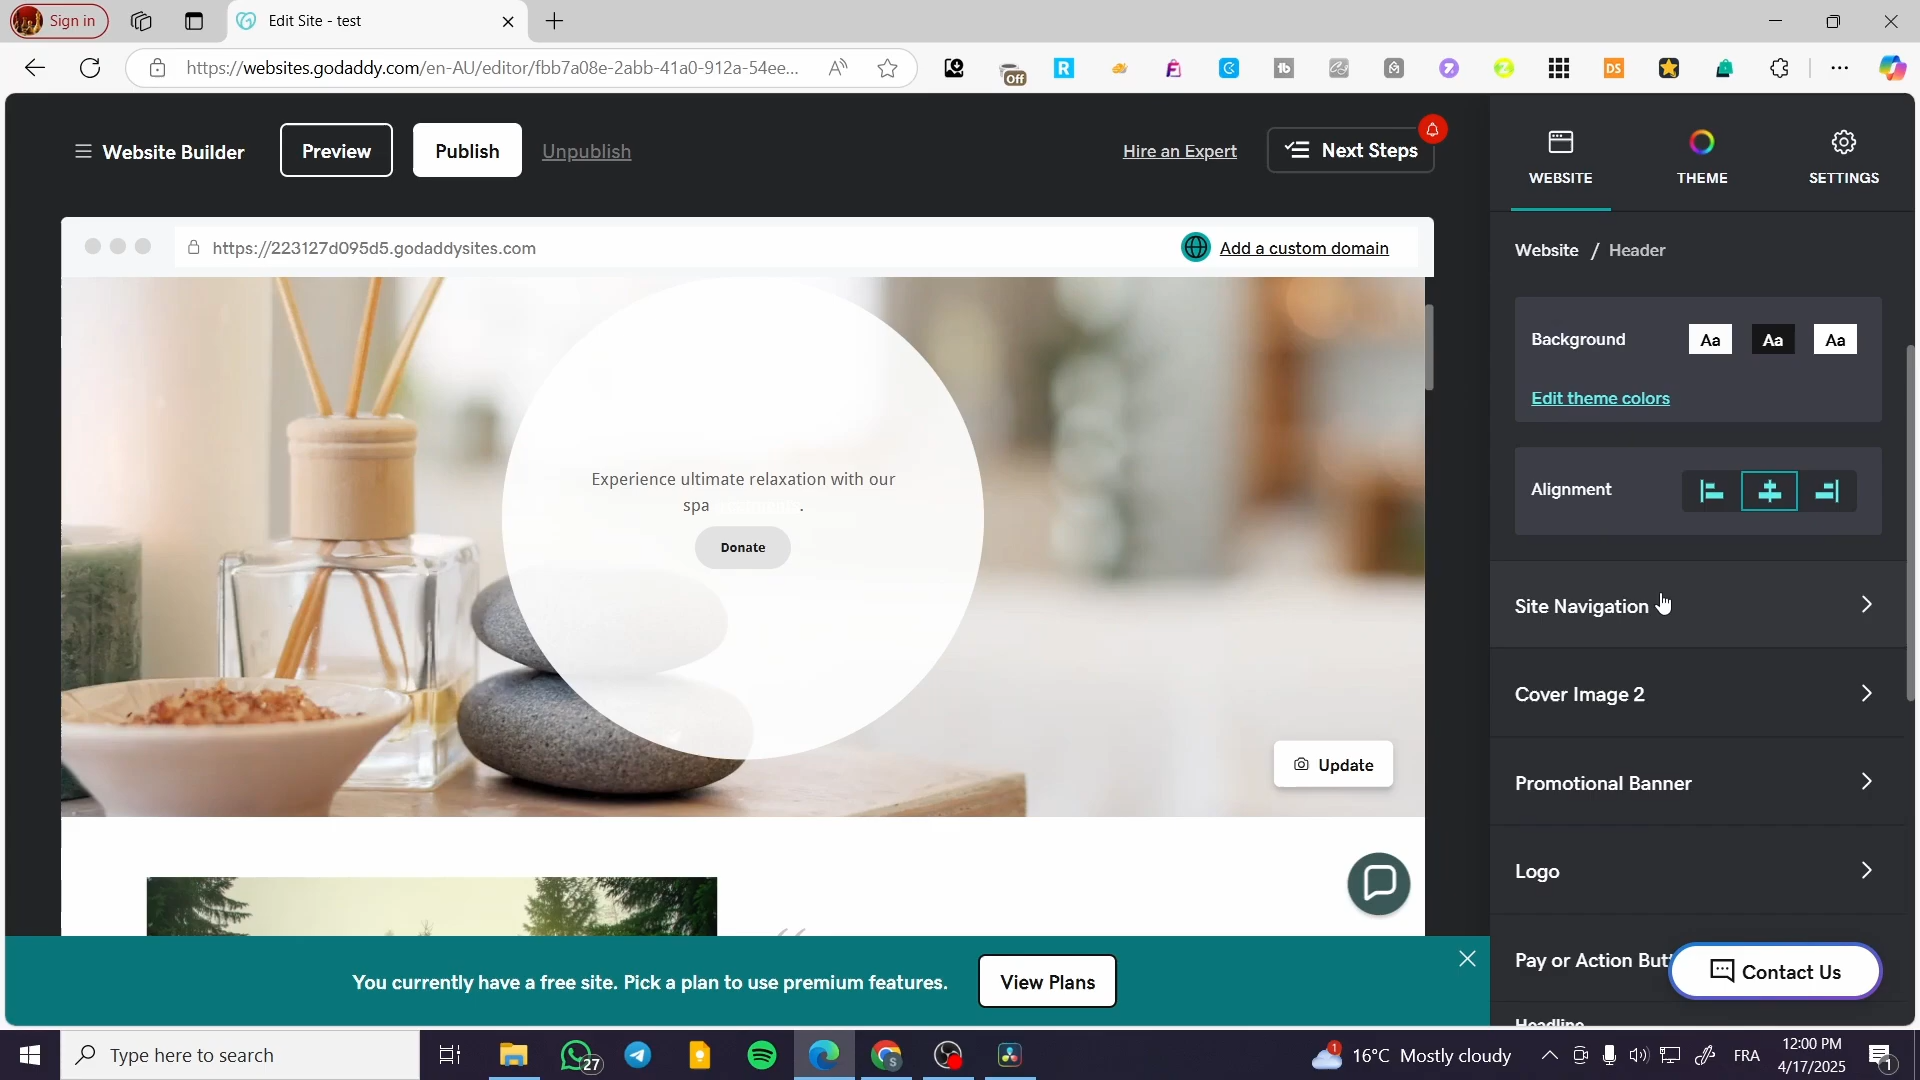 Sign in
Edit Site - test
https://websites.godaddy.com/en-AU/editor/fbb7a08e-2abb-41a0-912a-54ee...
Off
Website Builder
Preview
Publish
Unpublish
Hire an Expert
Next Steps
WEBSITE
THEME
SETTINGS
https://223127d095d5.godaddysites.com
Add a custom domain
Website / Header
Background
Aa
Aa
Aa
Edit theme colors
Alignment
Experience ultimate relaxation with our
spa
Donate
Update
Site Navigation
Cover Image 2
Promotional Banner
Logo
Pay or Action But
Contact Us
Headline
You currently have a free site. Pick a plan to use premium features.
View Plans
Type here to search
27
1
16°C Mostly cloudy
FRA
12:00 PM
4/17/2025
1